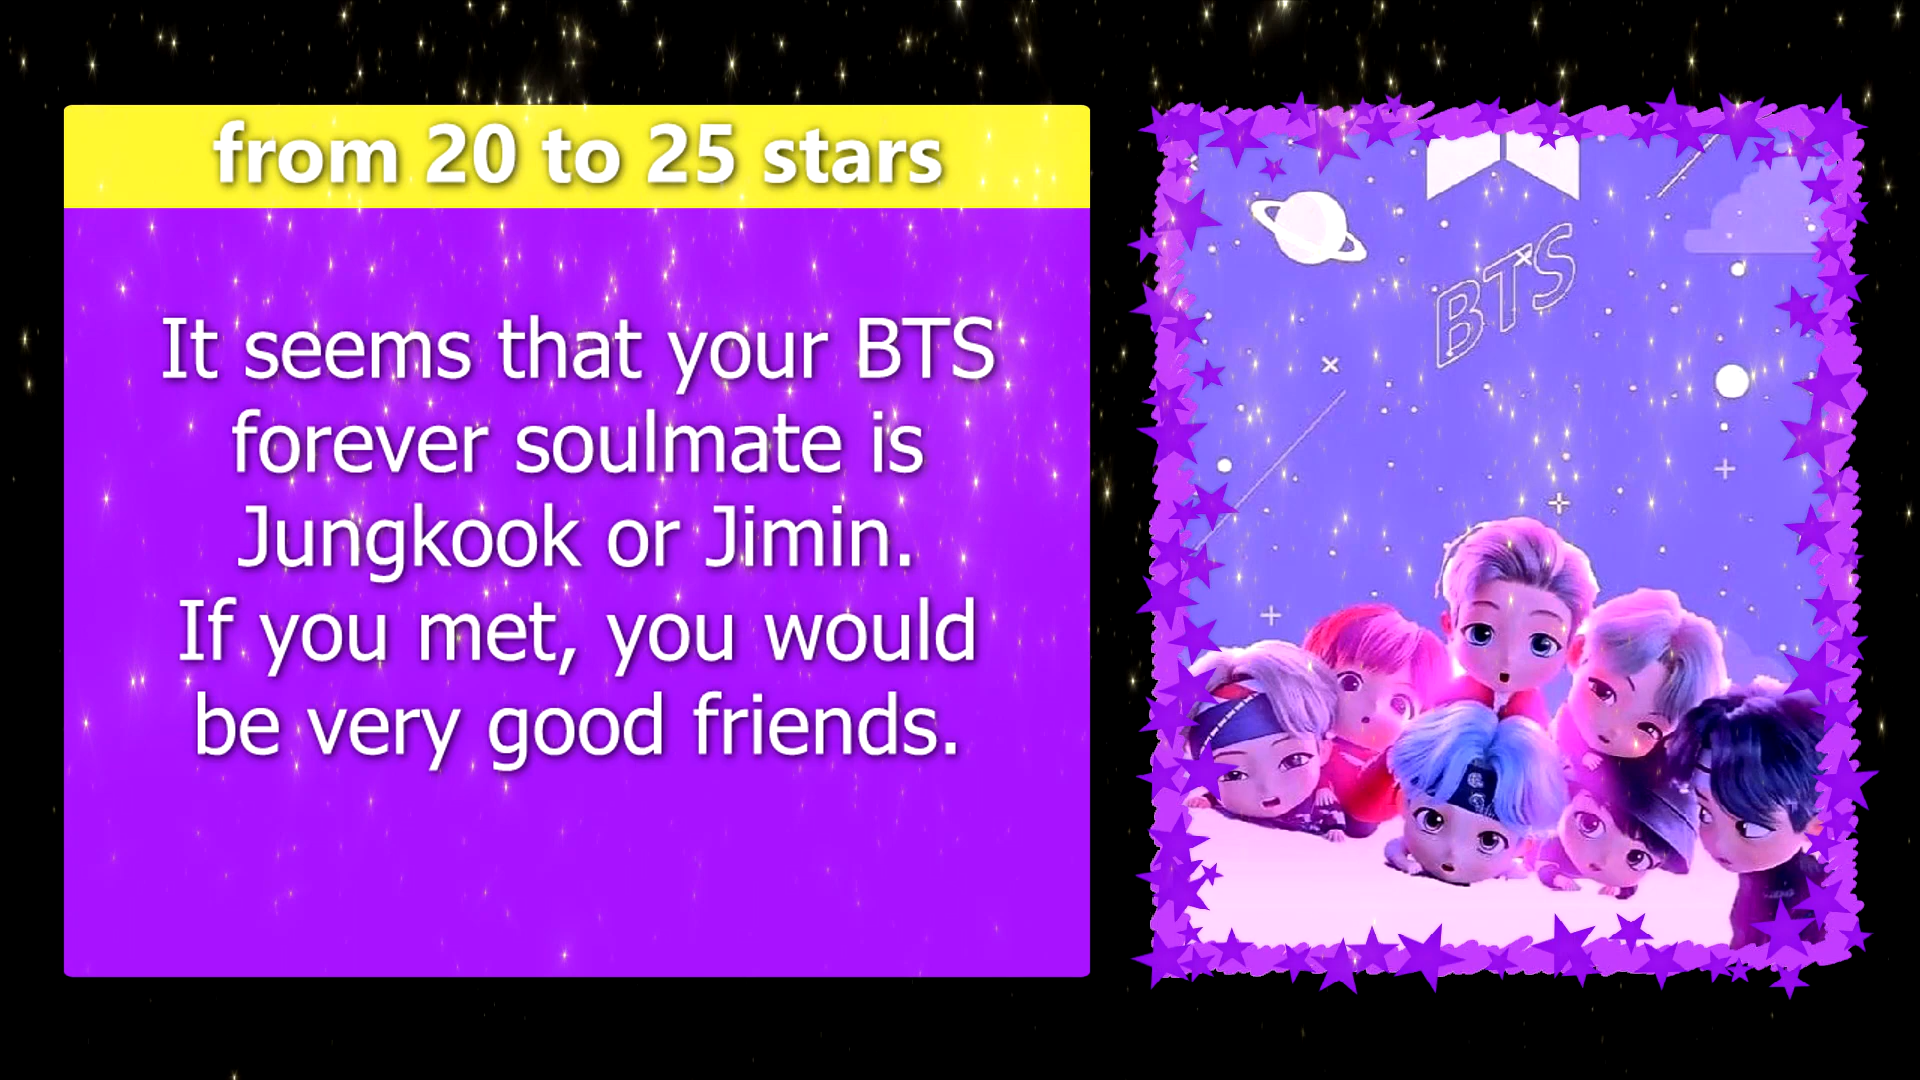 from 20 to 25 stars
It seems that your BTS
forever soulmate is
Jungkook or Jimin.
If you met, you would
be very good friends.
BTS